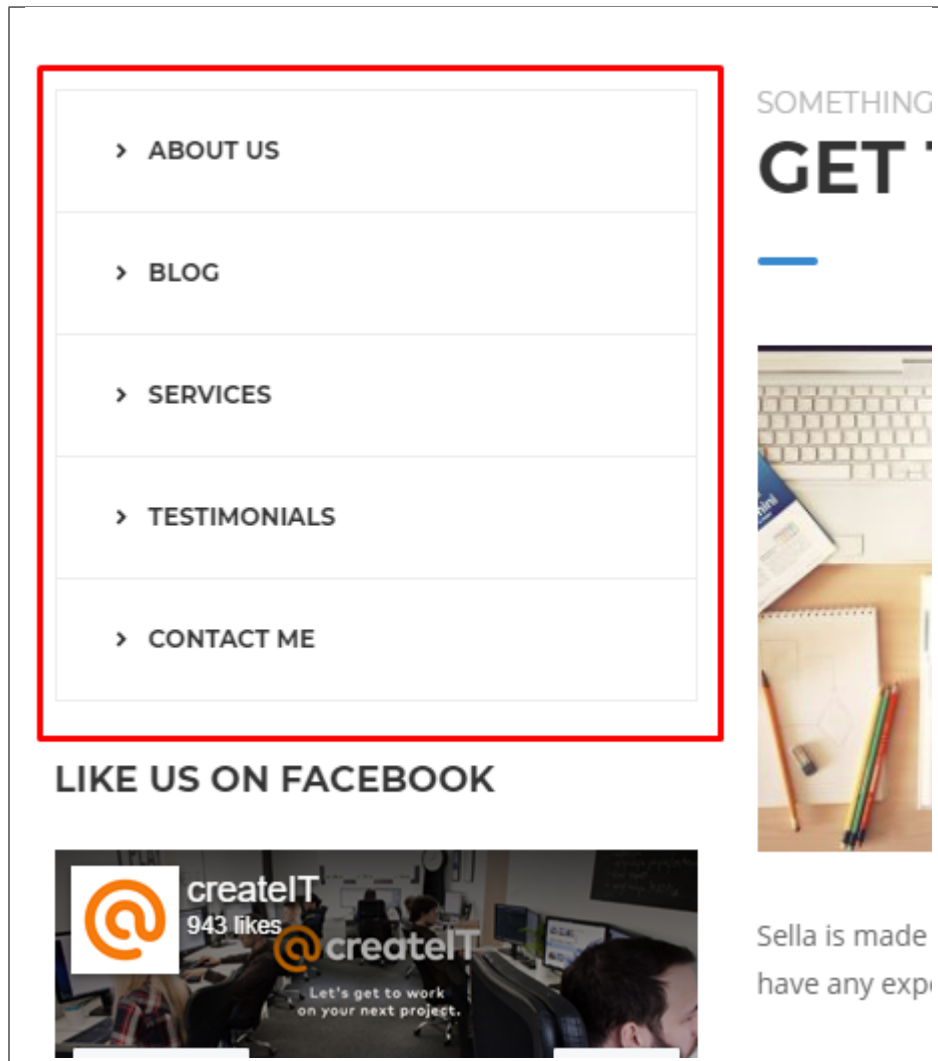 ABOUT US
BLOG
SERVICES
TESTIMONIALS
CONTACT ME
LIKE US ON FACEBOOK
createIT
943 likes
createIT
Let's get to work
on your next project.
SOMETHING
GET
Sella is made
have any